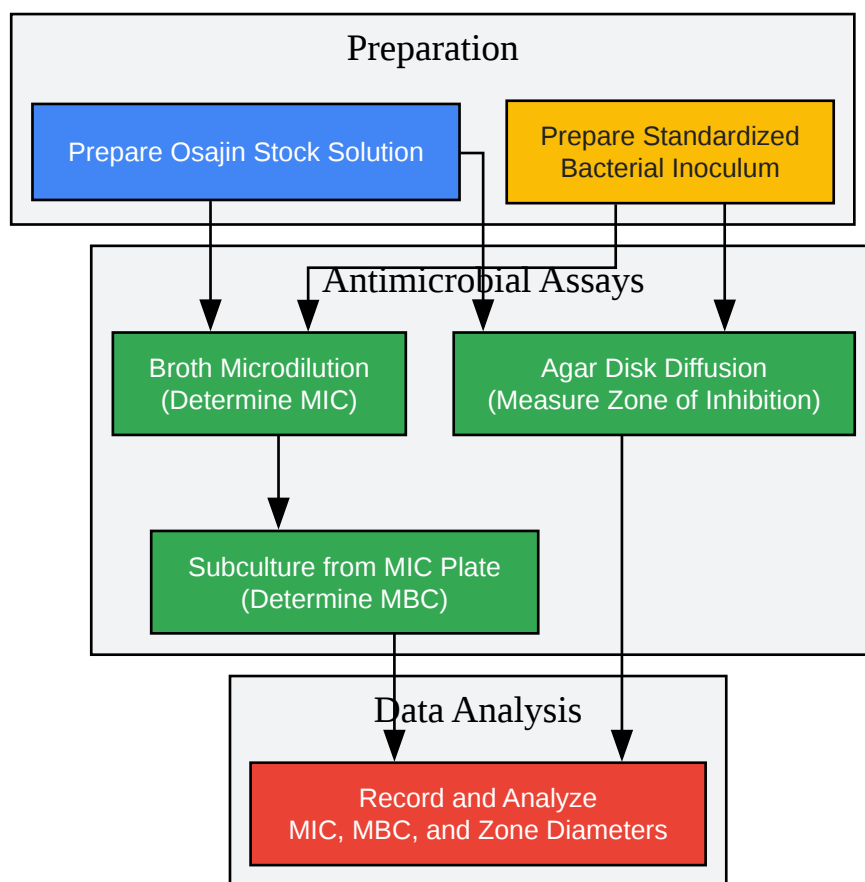 Preparation
Prepare Osajin Stock Solution
Prepare Standardized
Bacterial Inoculum
Antimicrobial Assays
Broth Microdilution
(Determine MIC)
Agar Disk Diffusion
(Measure Zone of Inhibition)
Subculture from MIC Plate
(Determine MBC)
Data Analysis
Record and Analyze
MIC, MBC, and Zone Diameters